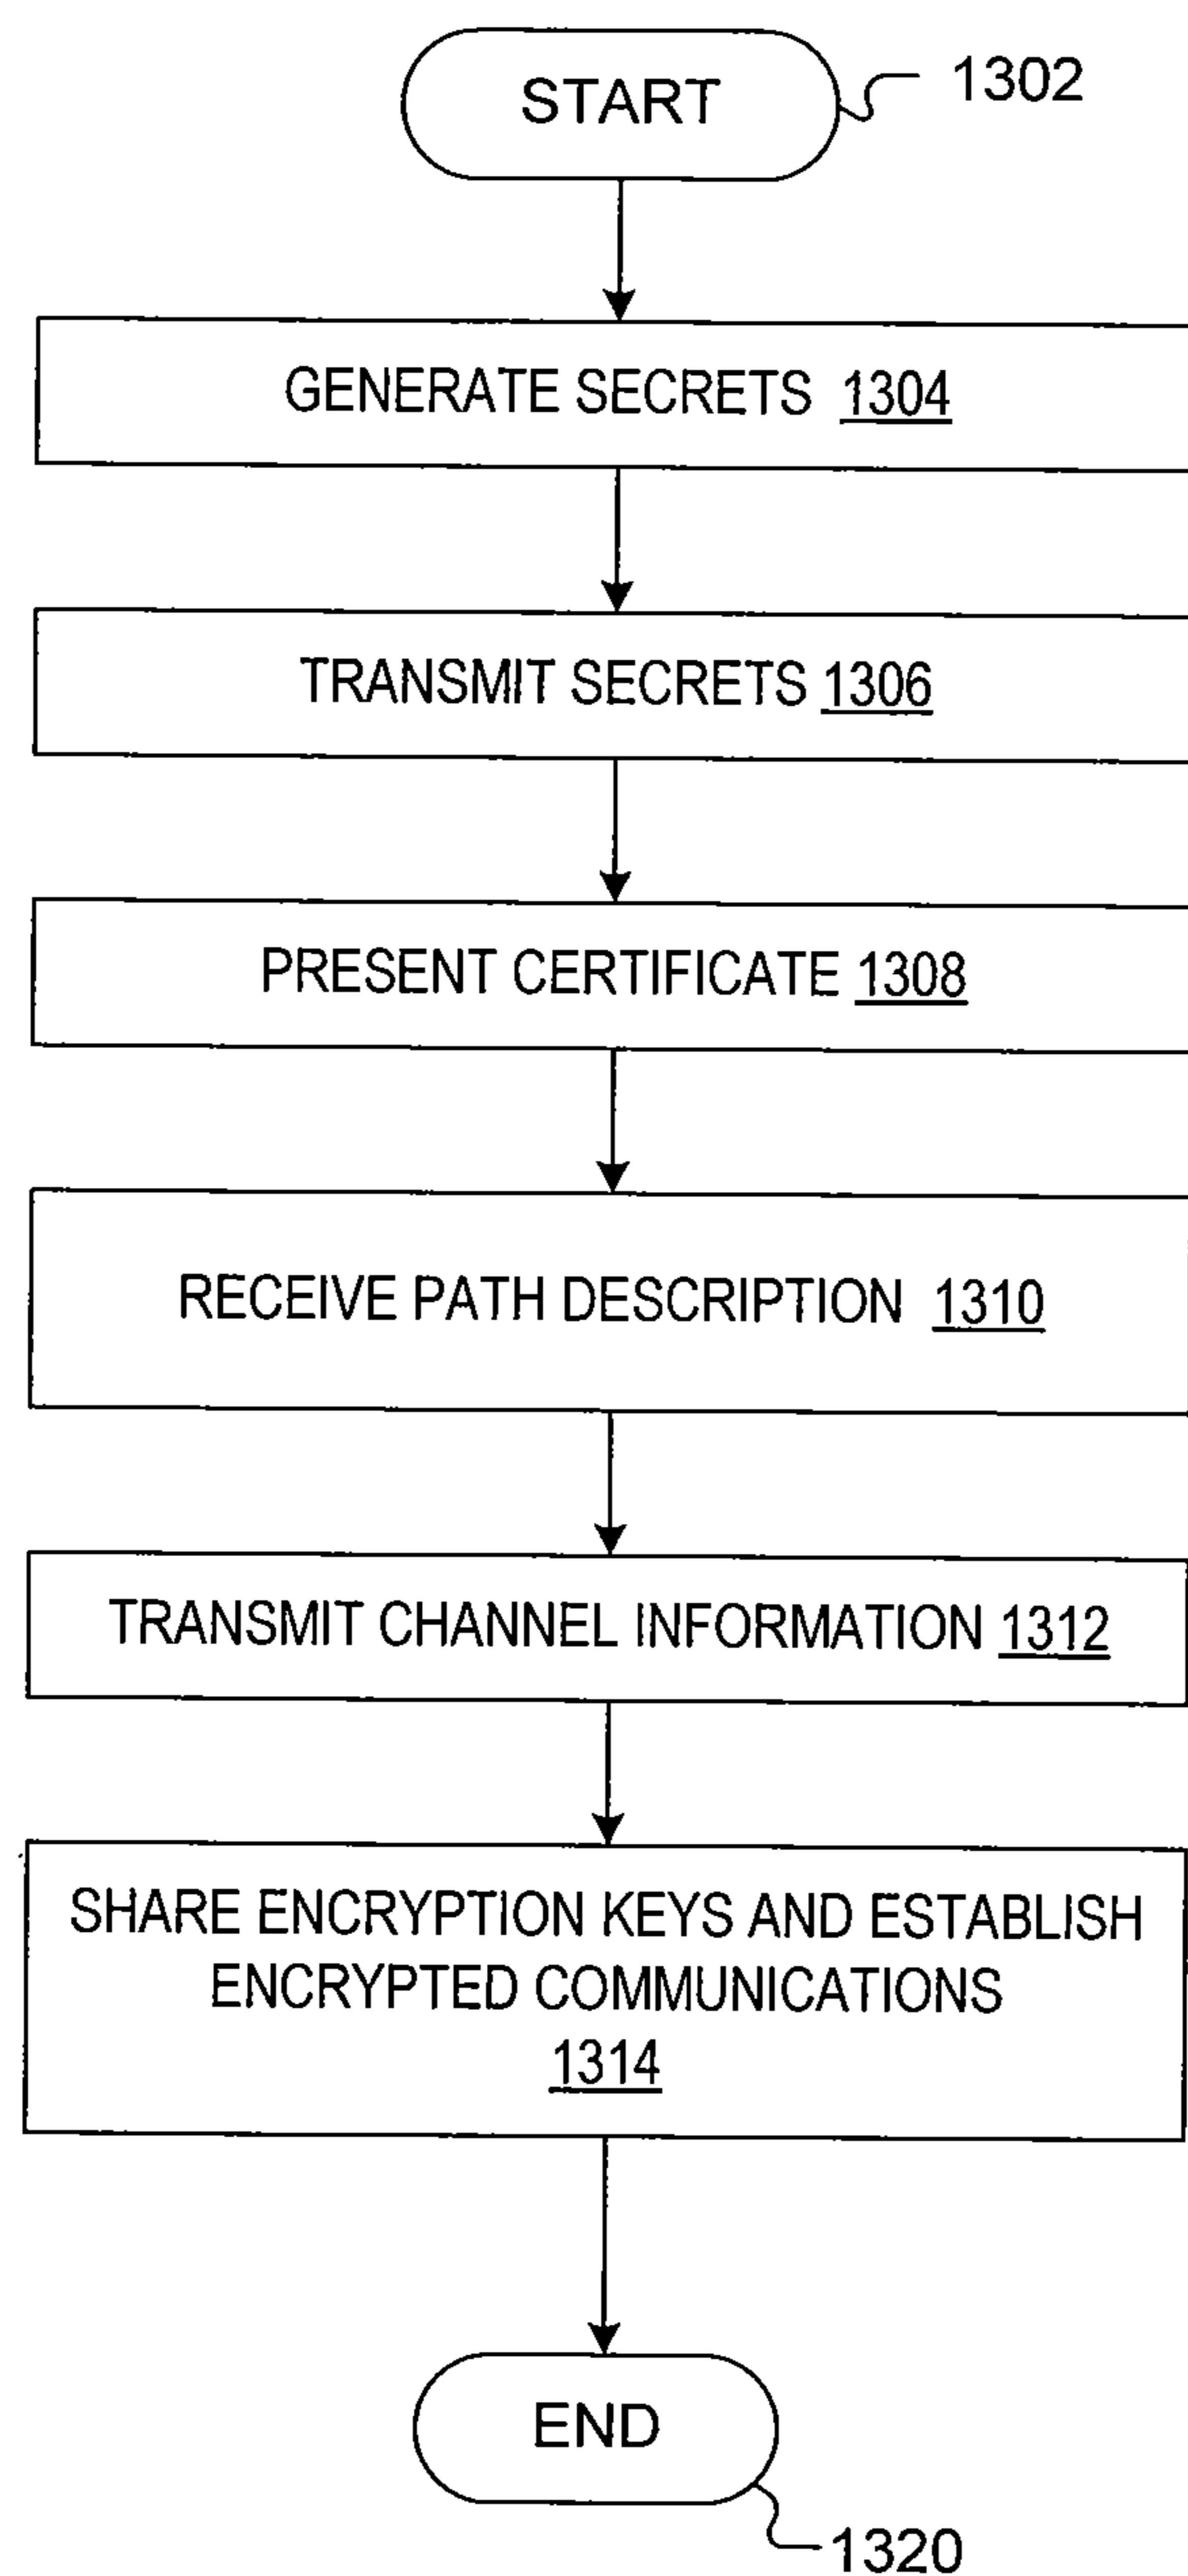 START 1302
GENERATE SECRETS 1304
TRANSMIT SECRETS 1306
PRESENT CERTIFICATE 1308
RECEIVE PATH DESCRIPTION 1310
TRANSMIT CHANNEL INFORMATION 1312
SHARE ENCRYPTION KEYS AND ESTABLISH
ENCRYPTED COMMUNICATIONS
1314
END
1320